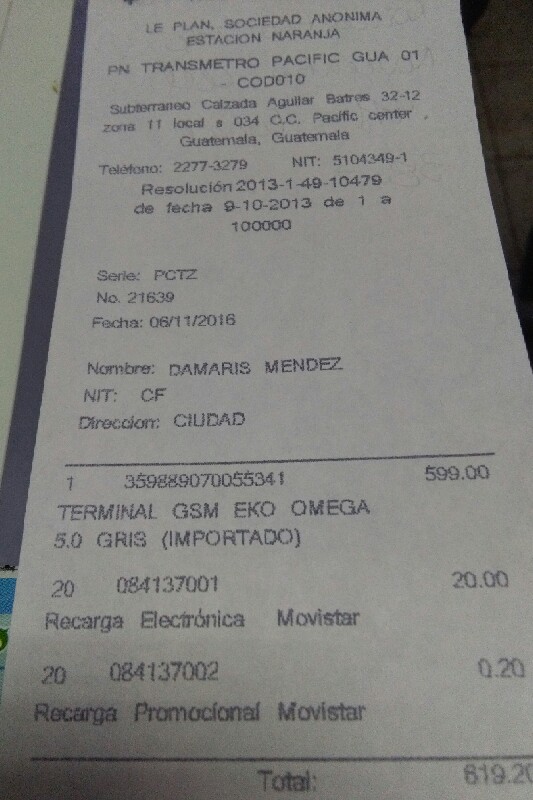 LE PLAN, SOCIEDAD ANONIMA
ESTACION NARANJA
PN TRANSMETRO PACIFIC GUA 01
- COD010
Subterraneo Calzada Aguilar Batres 32-12
zona 11 local s 034 C.C. Pacific center ,
Guatemala, Guatemala
Teléfono: 2277-3279 NIT: 5104349-1
Resolución 2013-1-49-10479
de fecha 9-10-2013 de 1 a
100000
Serie: PCTZ
No. 21639
Fecha: 06/11/2016
Nombre: DAMARIS MENDEZ
NIT: CF
Direccion: CIUDAD
1 359889070055341 599.00
TERMINAL GSM EKO OMEGA
5.0 GRIS (IMPORTADO)
20 084137001 20.00
Recarga Electrónica Movistar
20 084137002 0.20
Recarga Promocional Movistar
Total: 619.20